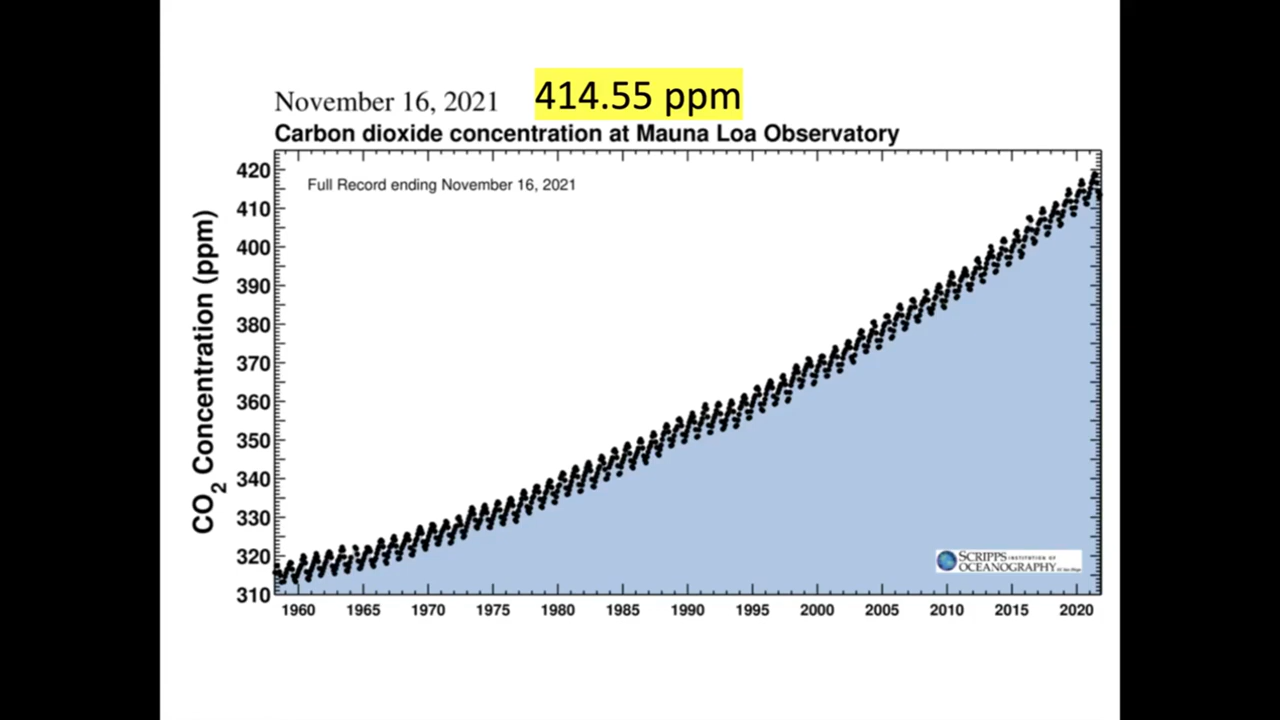 November 16, 2021 414.55 ppm
Carbon dioxide concentration at Mauna Loa Observatory
Full Record ending November 16, 2021
CO2 Concentration (ppm)
420
410
400
390
380
370
360
350
340
330
320
310
SCRIPPS INSTITUTION OF
OCEANOGRAPHY
1960 1965 1970 1975 1980 1985 1990 1995 2000 2005 2010 2015 2020